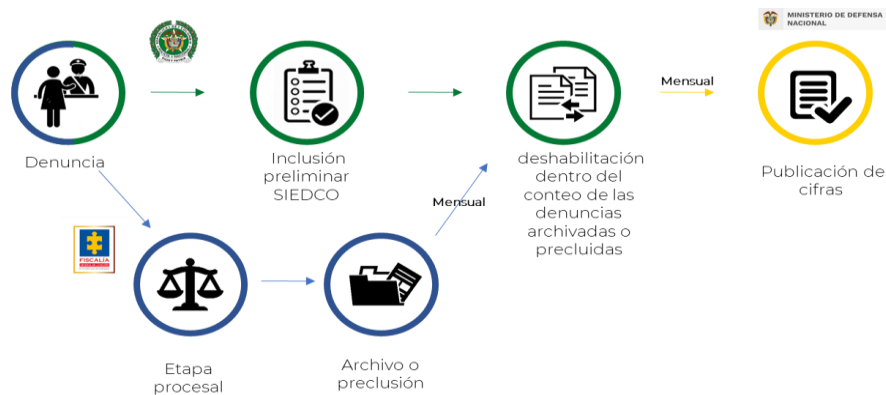 MINISTERIO DE DEFENSA
NACIONAL
Mensual
Denuncia
Inclusión
preliminar
SIEDCO
deshabilitación
dentro del
conteo de las
denuncias
archivadas o
precluidas
Publicación de
cifras
Mensual
FISCALIA
Etapa
procesal
Archivo o
preclusión